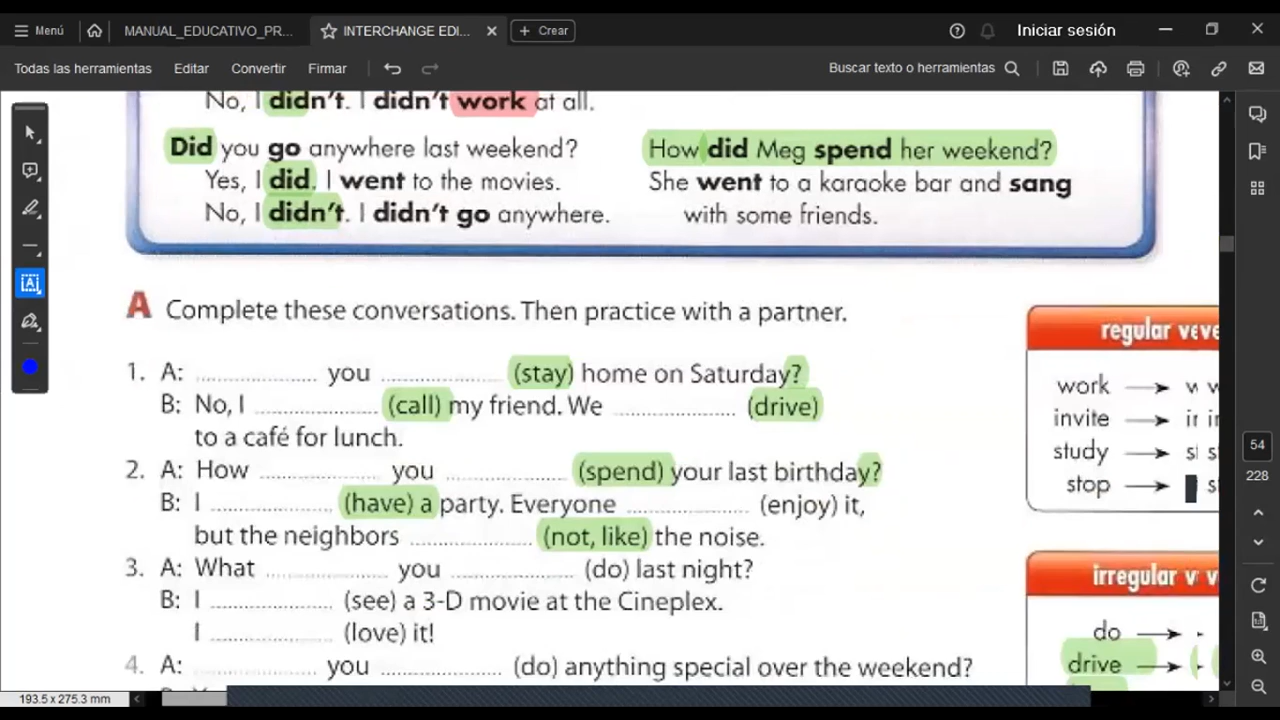 Menú MANUAL_EDUCATIVO_PR... INTERCHANGE EDI... Crear Iniciar sesión
Todas las herramientas Editar Convertir Firmar Buscar texto o herramientas
No, I didn't. I didn't work at all.
Did you go anywhere last weekend?
Yes, I did. I went to the movies.
No, I didn't. I didn't go anywhere.
How did Meg spend her weekend?
She went to a karaoke bar and sang
with some friends.
A Complete these conversations. Then practice with a partner.
1. A: ............ you ............ (stay) home on Saturday?
B: No, I ............ (call) my friend. We ............ (drive)
to a café for lunch.
2. A: How ............ you ............ (spend) your last birthday?
B: I ............ (have) a party. Everyone ............ (enjoy) it,
but the neighbors ............ (not, like) the noise.
3. A: What ............ you ............ (do) last night?
B: I ............ (see) a 3-D movie at the Cineplex.
I ............ (love) it!
4. A: ............ you ............ (do) anything special over the weekend?
regular ve
work →
invite →
study →
stop →
irregular v
do →
drive →
54
228
193.5 x 275.3 mm